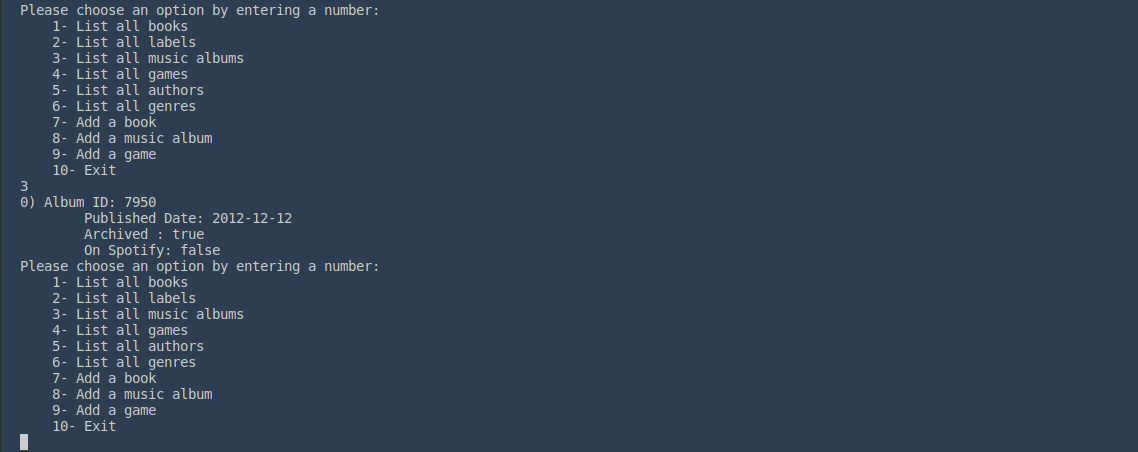 Please choose an option by entering a number:
    1- List all books
    2- List all labels
    3- List all music albums
    4- List all games
    5- List all authors
    6- List all genres
    7- Add a book
    8- Add a music album
    9- Add a game
    10- Exit
3
0) Album ID: 7950
        Published Date: 2012-12-12
        Archived : true
        On Spotify: false
Please choose an option by entering a number:
    1- List all books
    2- List all labels
    3- List all music albums
    4- List all games
    5- List all authors
    6- List all genres
    7- Add a book
    8- Add a music album
    9- Add a game
    10- Exit